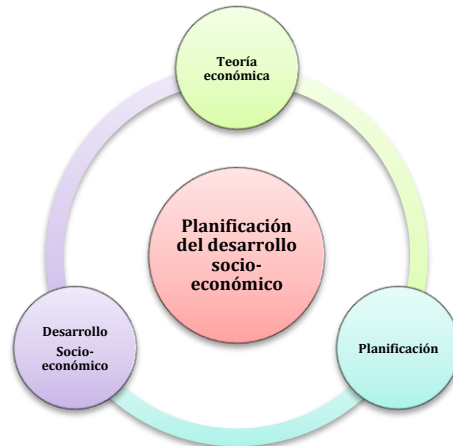 Teoría
económica
Planificación
del desarrollo
socio-
económico
Desarrollo
Socio-
económico
Planificación